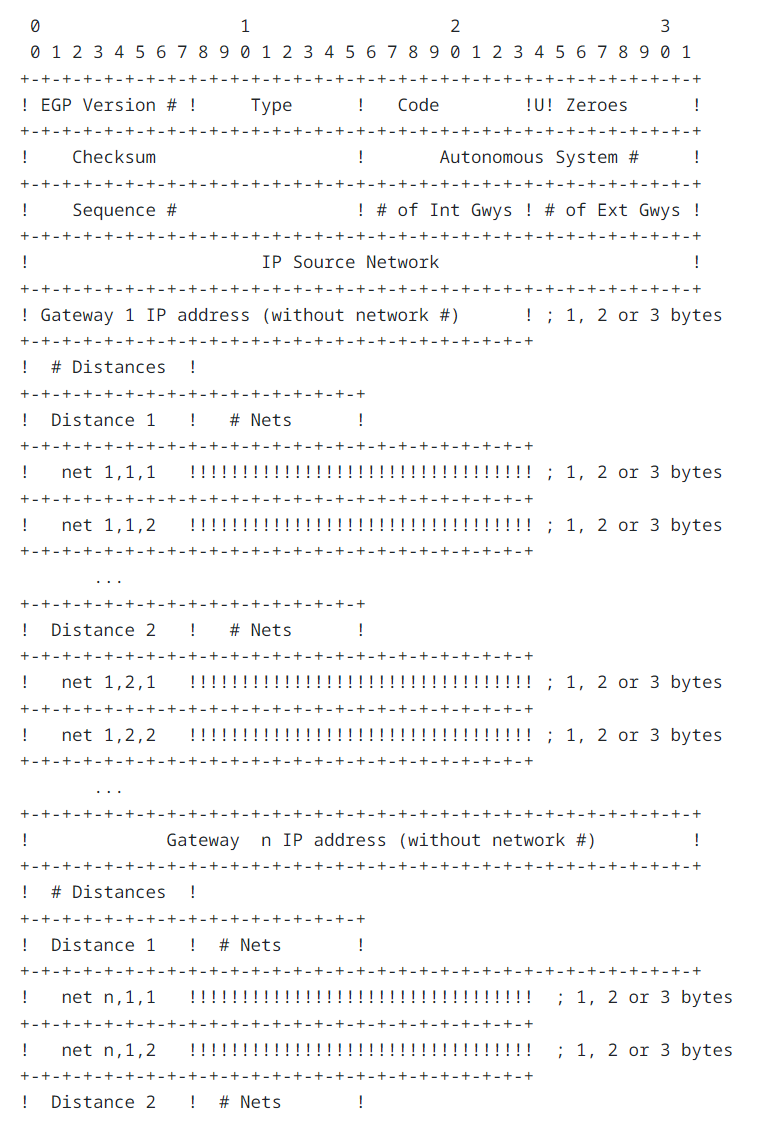 0                   1                   2                   3
 0 1 2 3 4 5 6 7 8 9 0 1 2 3 4 5 6 7 8 9 0 1 2 3 4 5 6 7 8 9 0 1
+-+-+-+-+-+-+-+-+-+-+-+-+-+-+-+-+-+-+-+-+-+-+-+-+-+-+-+-+-+-+-+-+
! EGP Version # !     Type      !   Code        !U! Zeroes      !
+-+-+-+-+-+-+-+-+-+-+-+-+-+-+-+-+-+-+-+-+-+-+-+-+-+-+-+-+-+-+-+-+
!    Checksum                   !       Autonomous System #     !
+-+-+-+-+-+-+-+-+-+-+-+-+-+-+-+-+-+-+-+-+-+-+-+-+-+-+-+-+-+-+-+-+
!    Sequence #                 ! # of Int Gwys ! # of Ext Gwys !
+-+-+-+-+-+-+-+-+-+-+-+-+-+-+-+-+-+-+-+-+-+-+-+-+-+-+-+-+-+-+-+-+
!                      IP Source Network                        !
+-+-+-+-+-+-+-+-+-+-+-+-+-+-+-+-+-+-+-+-+-+-+-+-+-+-+-+-+-+-+-+-+
! Gateway 1 IP address (without network #)      ! ; 1, 2 or 3 bytes
+-+-+-+-+-+-+-+-+-+-+-+-+-+-+-+-+-+-+-+-+-+-+-+-+
!  # Distances  !
+-+-+-+-+-+-+-+-+-+-+-+-+-+-+-+-+
!  Distance 1   !   # Nets      !
+-+-+-+-+-+-+-+-+-+-+-+-+-+-+-+-+-+-+-+-+-+-+-+-+
!   net 1,1,1   !!!!!!!!!!!!!!!!!!!!!!!!!!!!!!!!! ; 1, 2 or 3 bytes
+-+-+-+-+-+-+-+-+-+-+-+-+-+-+-+-+-+-+-+-+-+-+-+-+
!   net 1,1,2   !!!!!!!!!!!!!!!!!!!!!!!!!!!!!!!!! ; 1, 2 or 3 bytes
+-+-+-+-+-+-+-+-+-+-+-+-+-+-+-+-+-+-+-+-+-+-+-+-+
       ...
+-+-+-+-+-+-+-+-+-+-+-+-+-+-+-+-+
!  Distance 2   !   # Nets      !
+-+-+-+-+-+-+-+-+-+-+-+-+-+-+-+-+-+-+-+-+-+-+-+-+
!   net 1,2,1   !!!!!!!!!!!!!!!!!!!!!!!!!!!!!!!!! ; 1, 2 or 3 bytes
+-+-+-+-+-+-+-+-+-+-+-+-+-+-+-+-+-+-+-+-+-+-+-+-+
!   net 1,2,2   !!!!!!!!!!!!!!!!!!!!!!!!!!!!!!!!! ; 1, 2 or 3 bytes
+-+-+-+-+-+-+-+-+-+-+-+-+-+-+-+-+-+-+-+-+-+-+-+-+
       ...
+-+-+-+-+-+-+-+-+-+-+-+-+-+-+-+-+-+-+-+-+-+-+-+-+-+-+-+-+-+-+-+-+
!             Gateway  n IP address (without network #)         !
+-+-+-+-+-+-+-+-+-+-+-+-+-+-+-+-+-+-+-+-+-+-+-+-+-+-+-+-+-+-+-+-+
!  # Distances  !
+-+-+-+-+-+-+-+-+-+-+-+-+-+-+-+-+
!  Distance 1   !  # Nets       !
+-+-+-+-+-+-+-+-+-+-+-+-+-+-+-+-+-+-+-+-+-+-+-+-+-+-+-+-+-+-+-+-+
!   net n,1,1   !!!!!!!!!!!!!!!!!!!!!!!!!!!!!!!!!  ; 1, 2 or 3 bytes
+-+-+-+-+-+-+-+-+-+-+-+-+-+-+-+-+-+-+-+-+-+-+-+-+
!   net n,1,2   !!!!!!!!!!!!!!!!!!!!!!!!!!!!!!!!!  ; 1, 2 or 3 bytes
+-+-+-+-+-+-+-+-+-+-+-+-+-+-+-+-+-+-+-+-+-+-+-+-+
!  Distance 2   !  # Nets       !